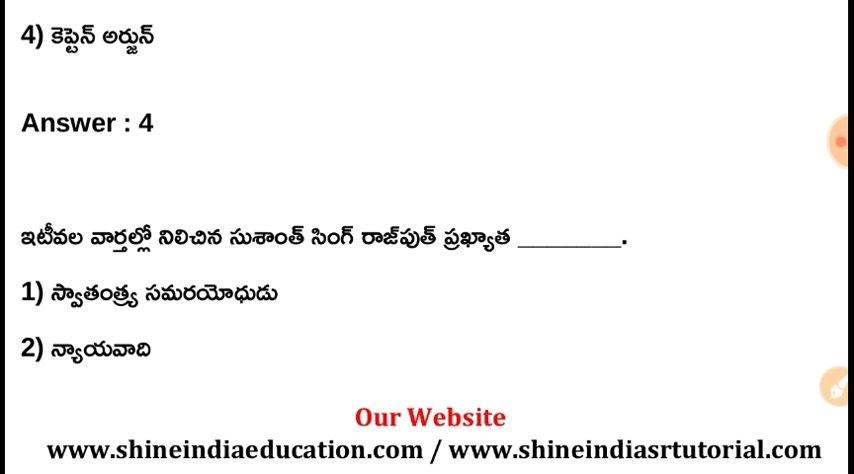 4) కెప్టెన్ అర్జున్
Answer : 4
ఇటీవల వార్తల్లో నిలిచిన సుశాంత్ సింగ్ రాజ్‌పుత్ ప్రఖ్యాత ________.
1) స్వాతంత్ర్య సమరయోధుడు
2) న్యాయవాది
Our Website
www.shineindiaeducation.com / www.shineindiasrtutorial.com